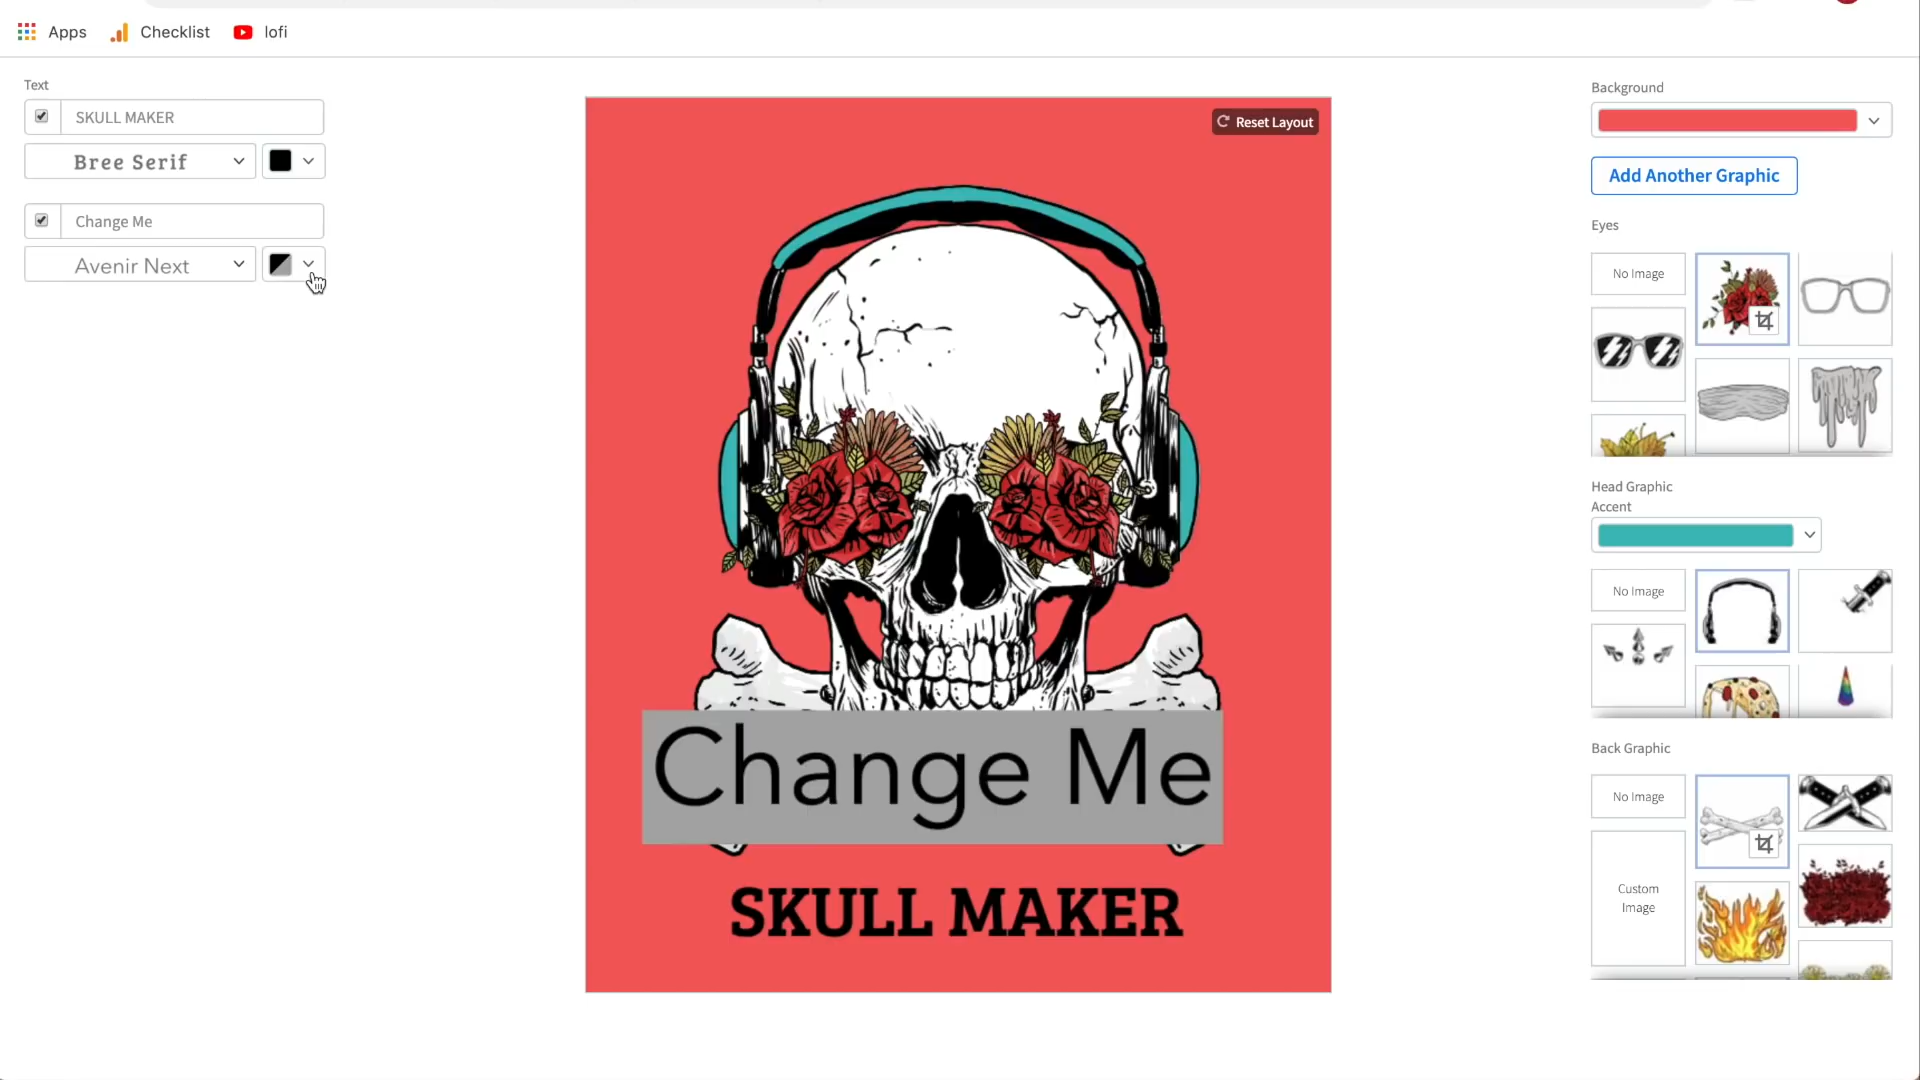 Apps
Checklist
lofi
Text
SKULL MAKER
Bree Serif
Change Me
Avenir Next
Reset Layout
Change Me
SKULL MAKER
Background
Add Another Graphic
Eyes
No Image
Head Graphic
Accent
No Image
Back Graphic
No Image
Custom
Image